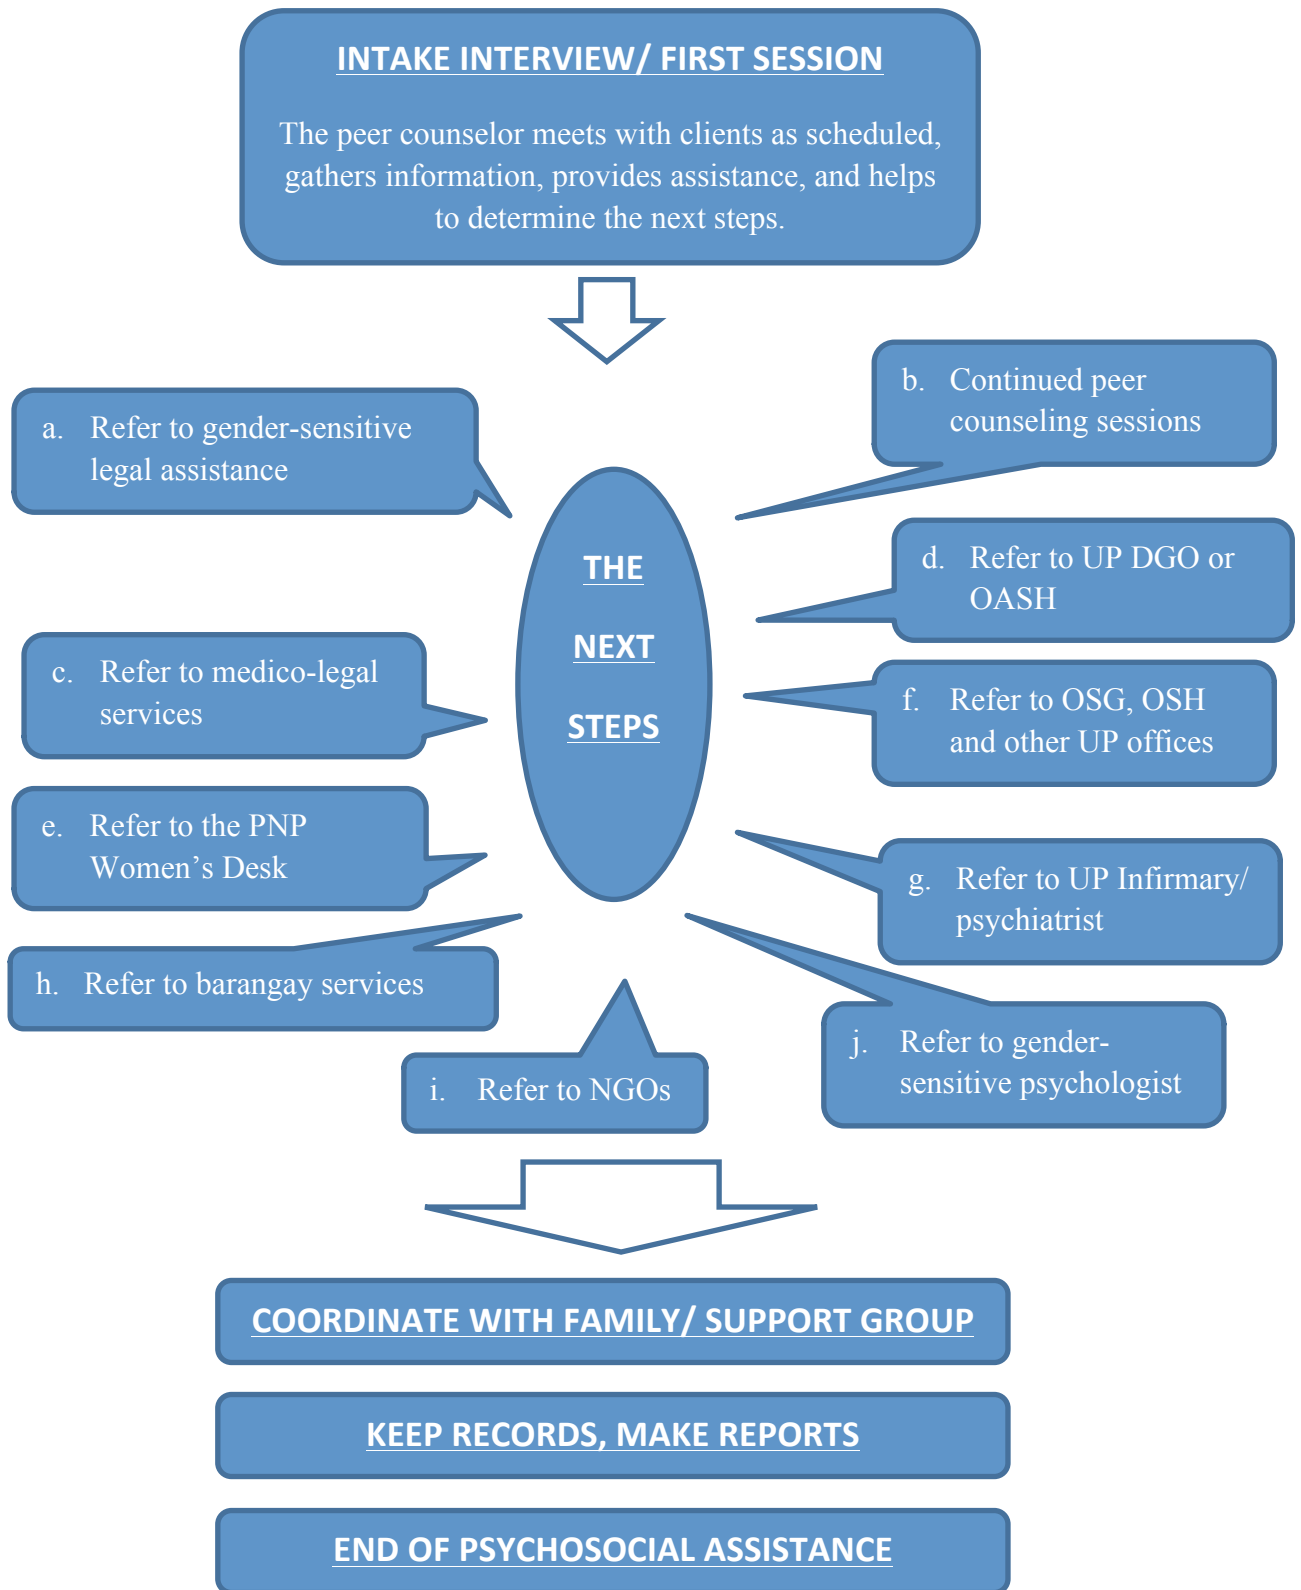 INTAKE INTERVIEW/ FIRST SESSION
The peer counselor meets with clients as scheduled,
gathers information, provides assistance, and helps
to determine the next steps.
a. Refer to gender-sensitive
legal assistance
b. Continued peer
counseling sessions
THE
NEXT
STEPS
c. Refer to medico-legal
services
d. Refer to UP DGO or
OASH
e. Refer to the PNP
Women’s Desk
f. Refer to OSG, OSH
and other UP offices
g. Refer to UP Infirmary/
psychiatrist
h. Refer to barangay services
i. Refer to NGOs
j. Refer to gender-
sensitive psychologist
COORDINATE WITH FAMILY/ SUPPORT GROUP
KEEP RECORDS, MAKE REPORTS
END OF PSYCHOSOCIAL ASSISTANCE